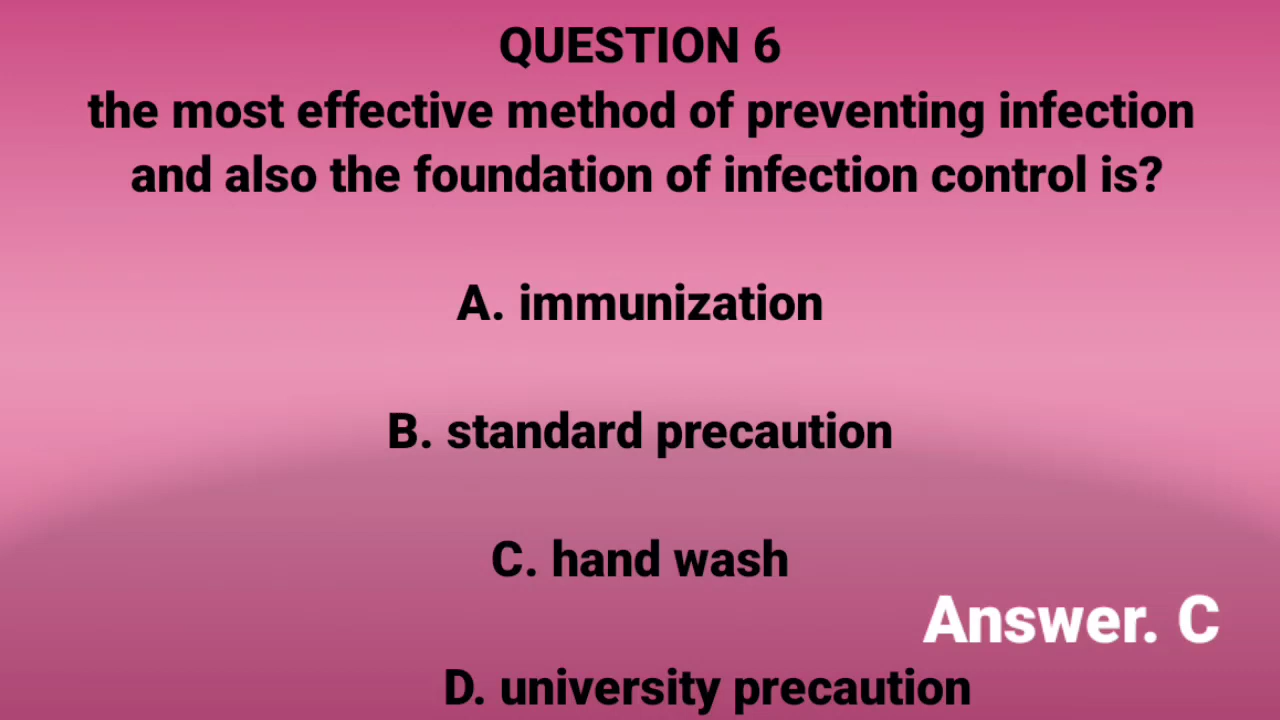 QUESTION 6
the most effective method of preventing infection
and also the foundation of infection control is?
A. immunization
B. standard precaution
C. hand wash
Answer. C
D. university precaution